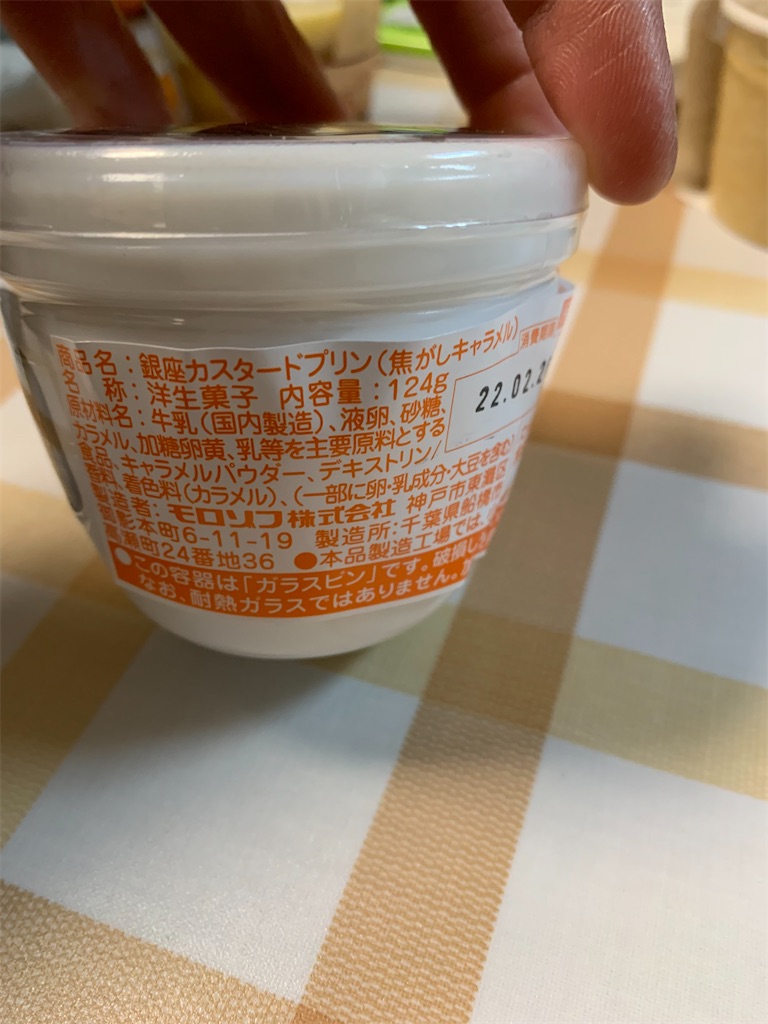 商品名：銀座カスタードプリン(焦がしキャラメル)
名　称：洋生菓子　内容量：124g
消費期限
22.02.2
原材料名：牛乳(国内製造)、液卵、砂糖、
カラメル、加糖卵黄、乳等を主要原料とする
食品、キャラメルパウダー、デキストリン/
香料、着色料(カラメル)、(一部に卵・乳成分・大豆を含む)
製造者：モロゾフ株式会社 神戸市東灘区
御影本町6-11-19　製造所：千葉県船橋市
高瀬町24番地36　●本品製造工場では、
●この容器は「ガラスビン」です。破損し
なお、耐熱ガラスではありません。